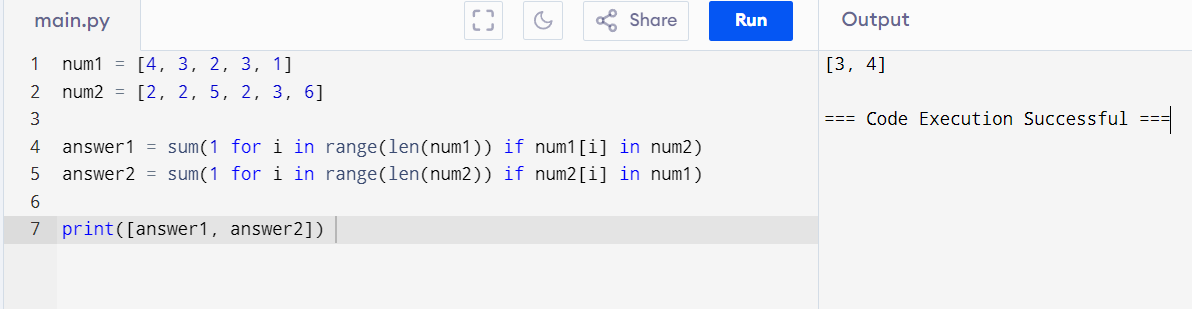 main.py
Share
Run
Output
1 num1 = [4, 3, 2, 3, 1]
2 num2 = [2, 2, 5, 2, 3, 6]
3
4 answer1 = sum(1 for i in range(len(num1)) if num1[i] in num2)
5 answer2 = sum(1 for i in range(len(num2)) if num2[i] in num1)
6
7 print([answer1, answer2])
[3, 4]
=== Code Execution Successful ===